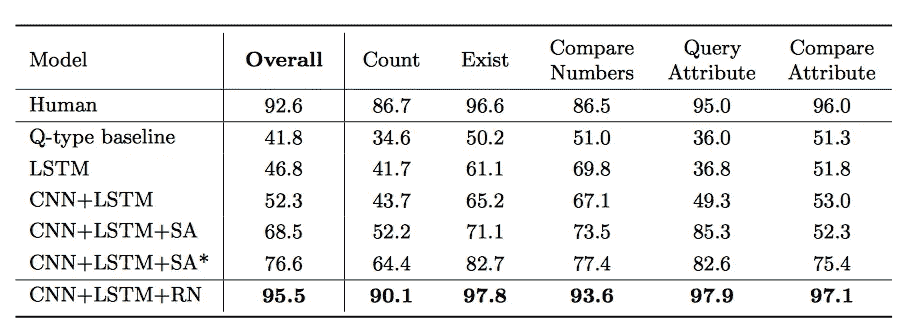 Model Overall Count Exist Compare Numbers Query Attribute Compare Attribute
Human 92.6 86.7 96.6 86.5 95.0 96.0
Q-type baseline 41.8 34.6 50.2 51.0 36.0 51.3
LSTM 46.8 41.7 61.1 69.8 36.8 51.8
CNN+LSTM 52.3 43.7 65.2 67.1 49.3 53.0
CNN+LSTM+SA 68.5 52.2 71.1 73.5 85.3 52.3
CNN+LSTM+SA* 76.6 64.4 82.7 77.4 82.6 75.4
CNN+LSTM+RN 95.5 90.1 97.8 93.6 97.9 97.1